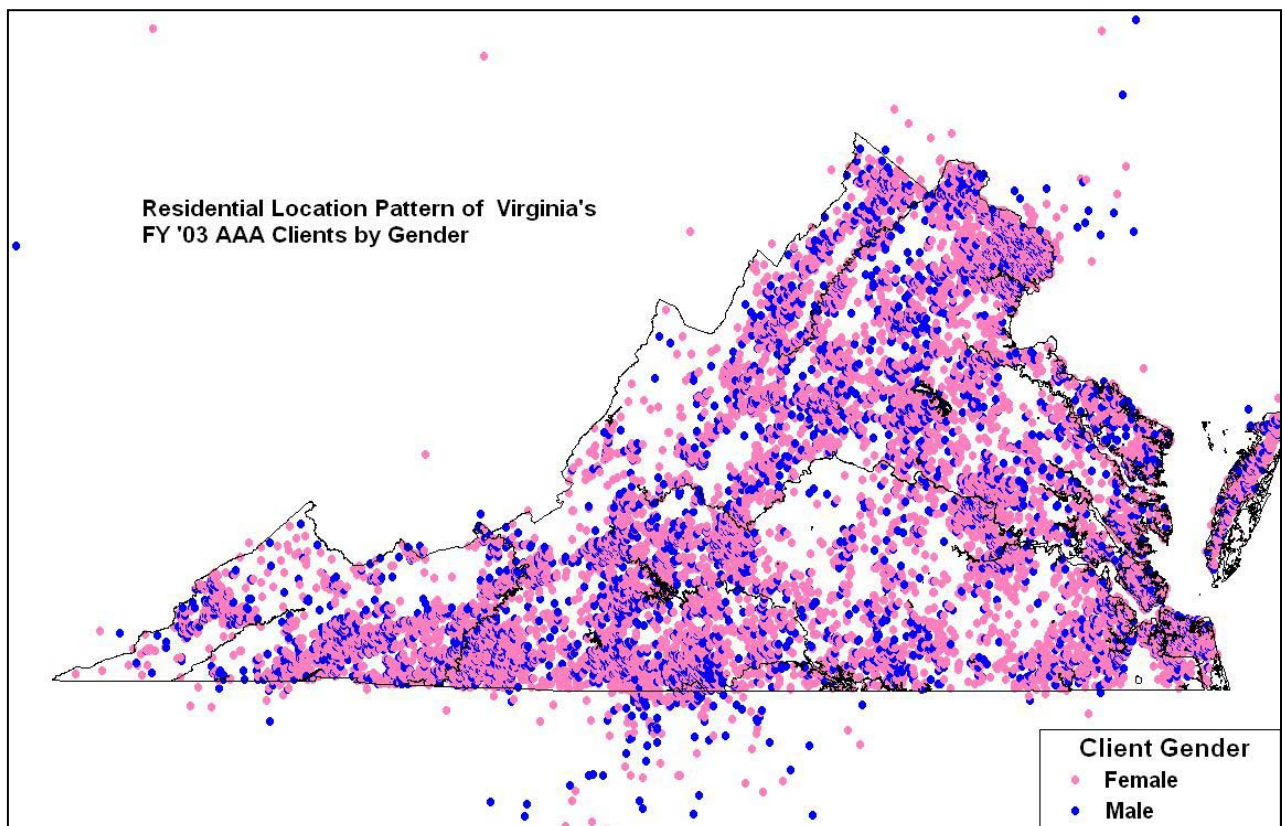 Residential Location Pattern of Virginia's
FY '03 AAA Clients by Gender
Client Gender
Female
Male